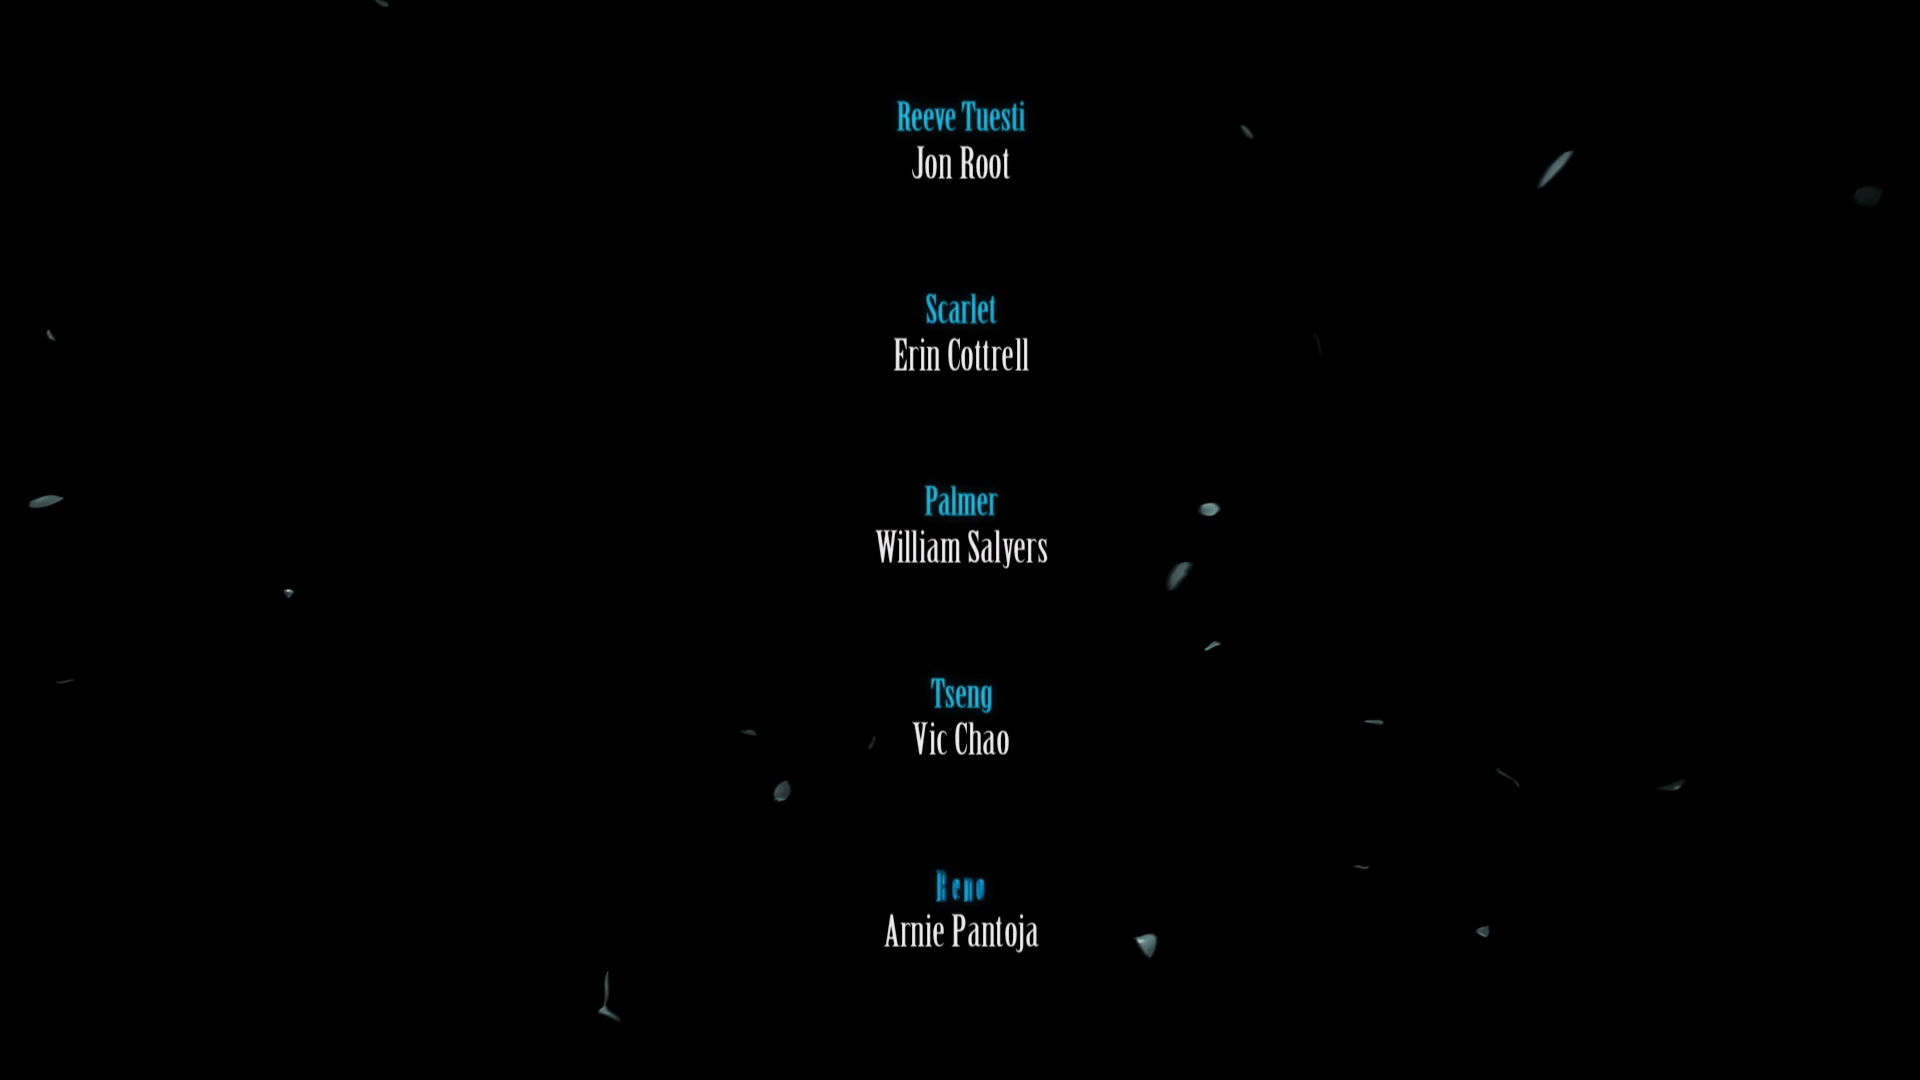 Reeve Tuesti
Jon Root
Scarlet
Erin Cottrell
Palmer
William Salyers
Tseng
Vic Chao
Reno
Arnie Pantoja